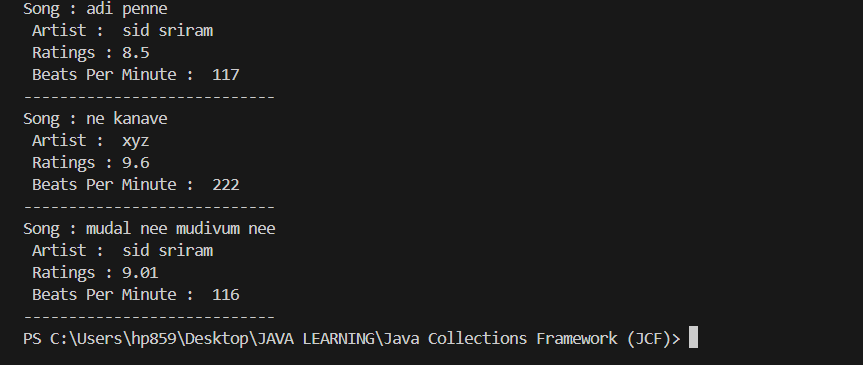 Song : adi penne
Artist :  sid sriram
Ratings : 8.5
Beats Per Minute :  117
----------------------------
Song : ne kanave
Artist :  xyz
Ratings : 9.6
Beats Per Minute :  222
----------------------------
Song : mudal nee mudivum nee
Artist :  sid sriram
Ratings : 9.01
Beats Per Minute :  116
----------------------------
PS C:\Users\hp859\Desktop\JAVA LEARNING\Java Collections Framework (JCF)>